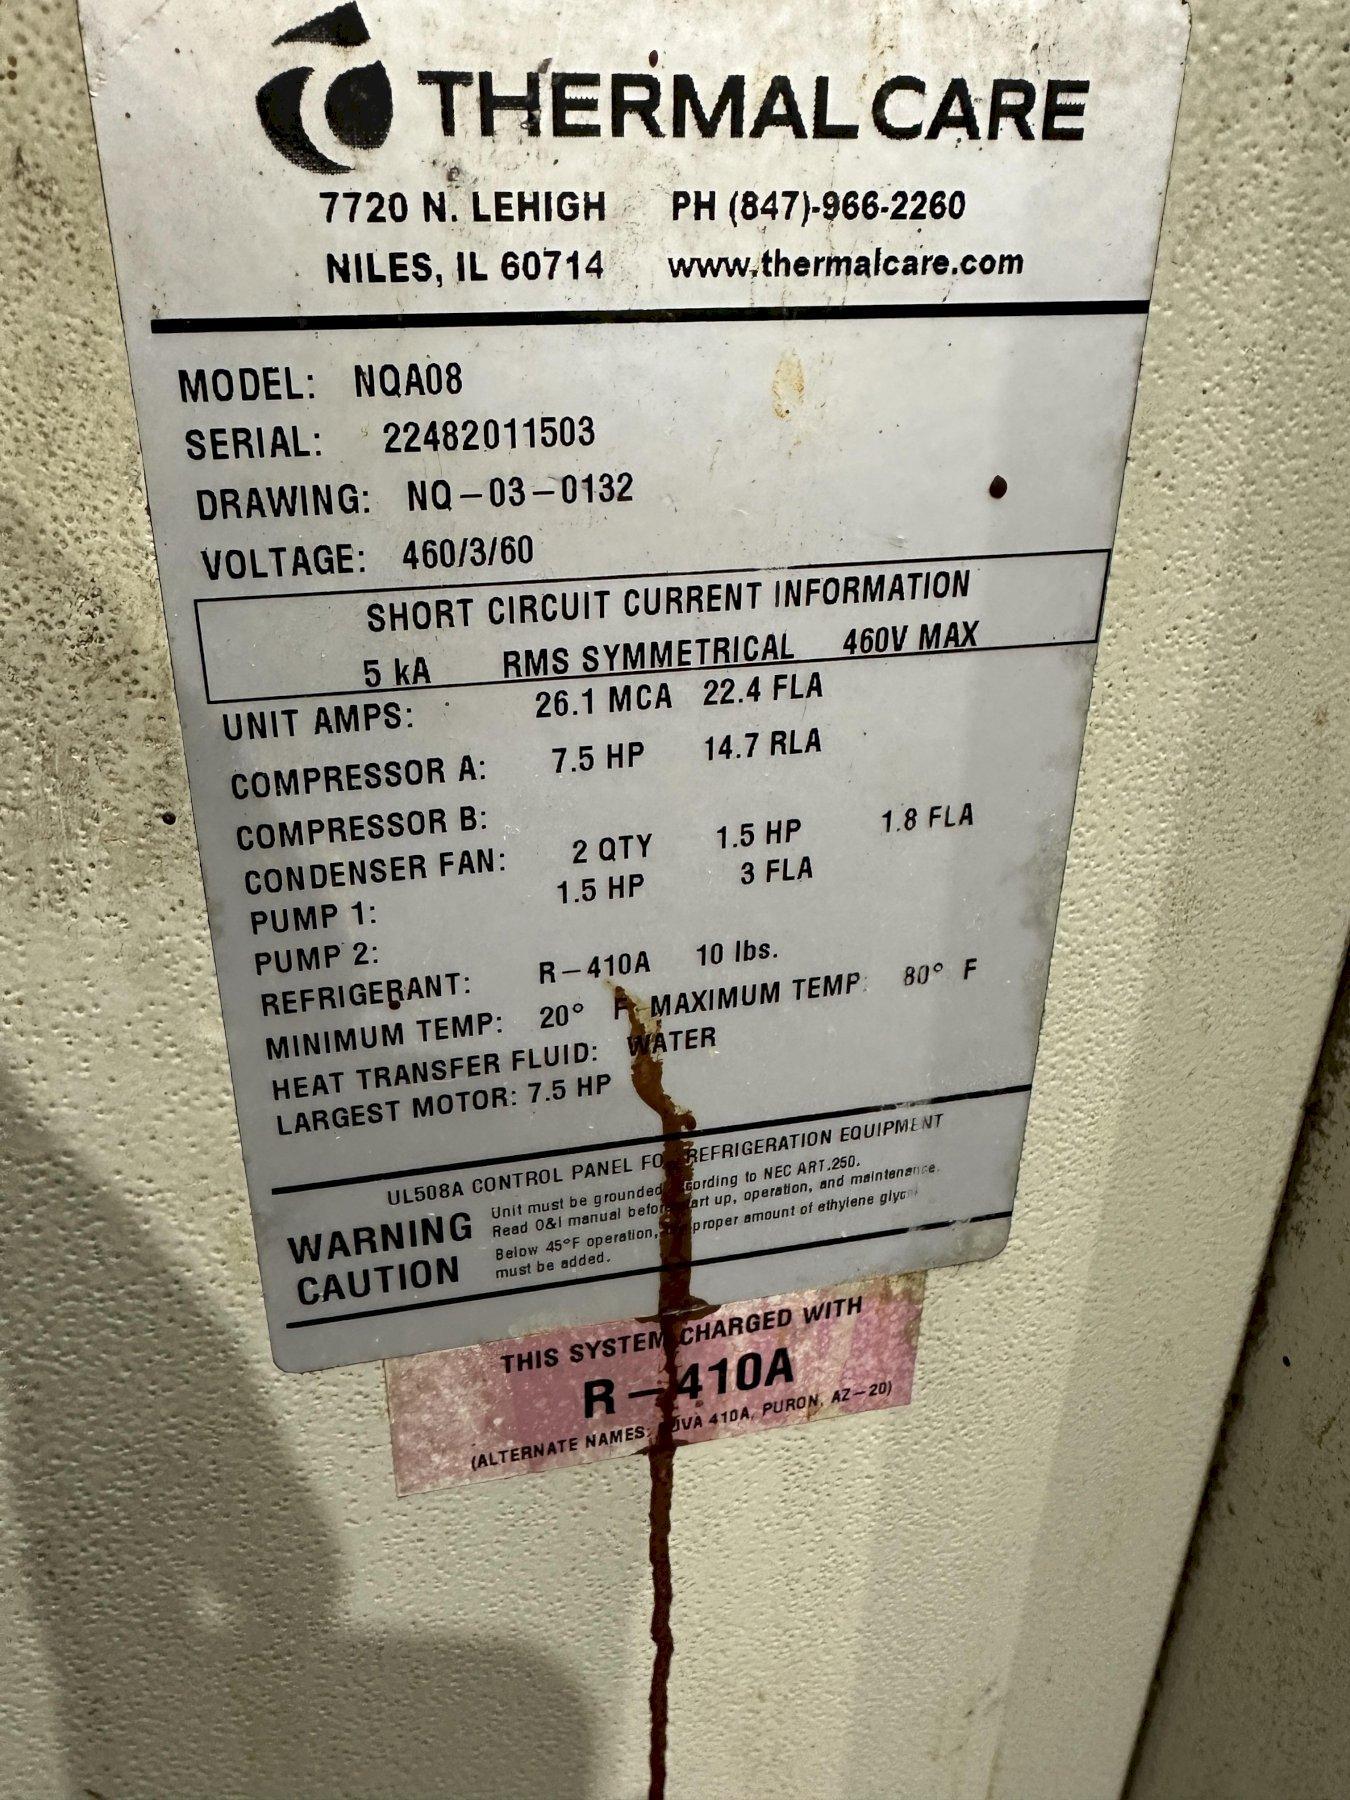 THERMAL CARE
7720 N. LEHIGH PH (847)-966-2260
NILES, IL 60714 www.thermalcare.com
MODEL: NQA08
SERIAL: 22482011503
DRAWING: NQ-03-0132
VOLTAGE: 460/3/60
SHORT CIRCUIT CURRENT INFORMATION
5 kA RMS SYMMETRICAL 460V MAX
UNIT AMPS: 26.1 MCA 22.4 FLA
COMPRESSOR A: 7.5 HP 14.7 RLA
COMPRESSOR B:
CONDENSER FAN: 2 QTY 1.5 HP 1.8 FLA
PUMP 1: 1.5 HP 3 FLA
PUMP 2:
REFRIGERANT: R-410A 10 lbs.
MINIMUM TEMP: 20° F MAXIMUM TEMP: 80° F
HEAT TRANSFER FLUID: WATER
LARGEST MOTOR: 7.5 HP
UL508A CONTROL PANEL FOR REFRIGERATION EQUIPMENT
WARNING Unit must be grounded according to NEC ART.250.
Read O&I manual before start up, operation, and maintenance.
CAUTION Below 45°F operation, proper amount of ethylene glycol
must be added.
THIS SYSTEM CHARGED WITH
R-410A
(ALTERNATE NAMES: 410A, PURON, AZ-20)